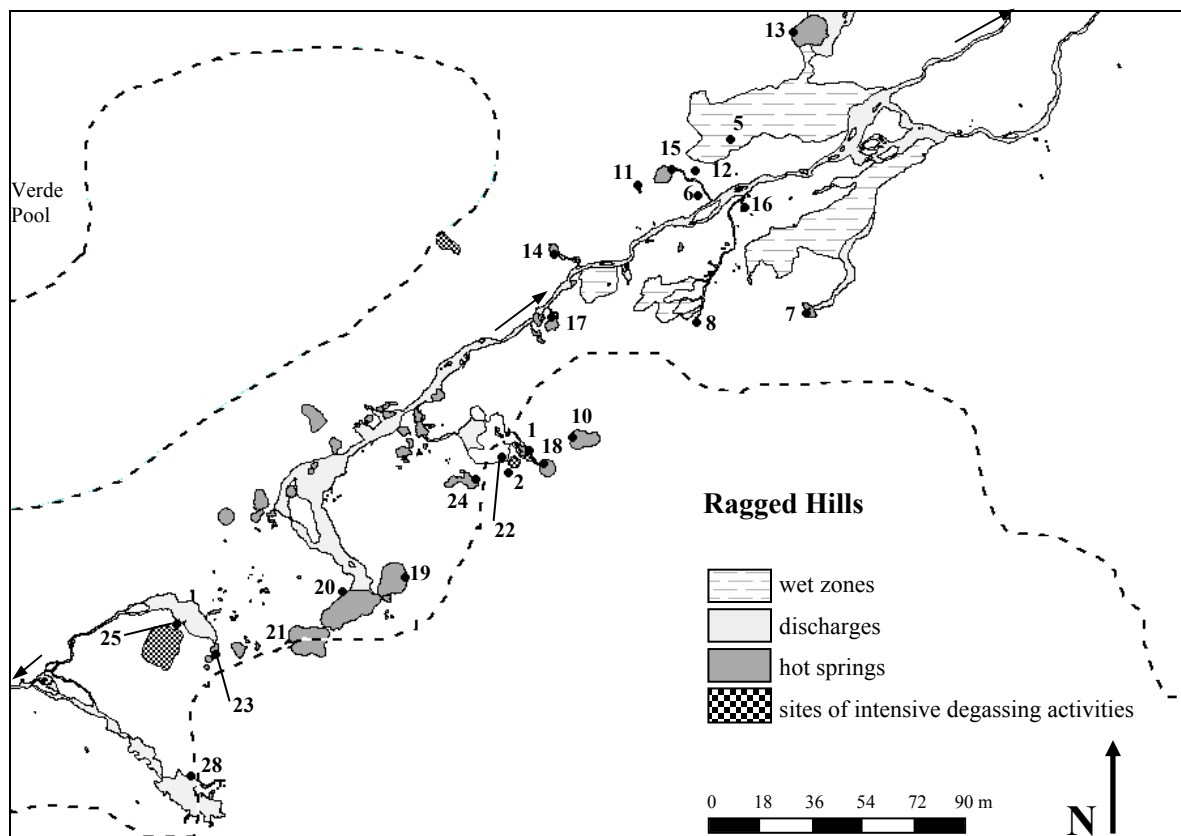 13
5
15
12
11
6
16
14
17
8
7
Verde
Pool
1
10
18
2
24
22
19
20
21
25
23
28
Ragged Hills
wet zones
discharges
hot springs
sites of intensive degassing activities
0 18 36 54 72 90 m
N